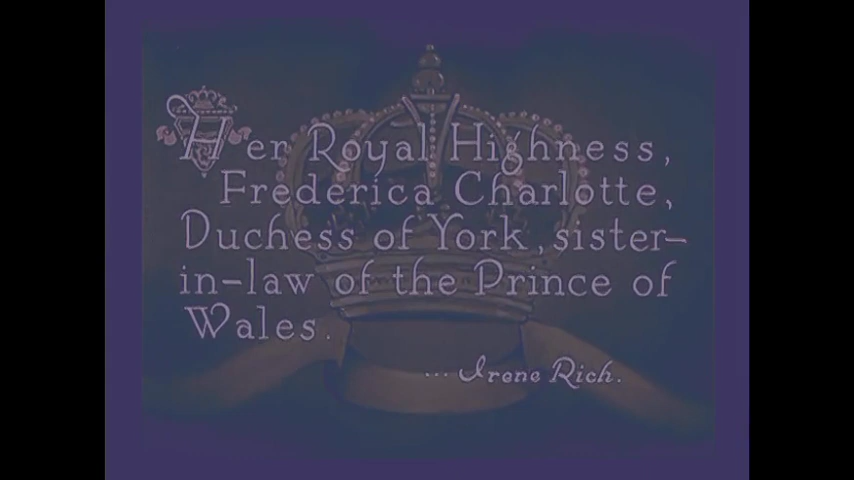 Her Royal Highness,
Frederica Charlotte,
Duchess of York, sister-
in-law of the Prince of
Wales.
... Irene Rich.